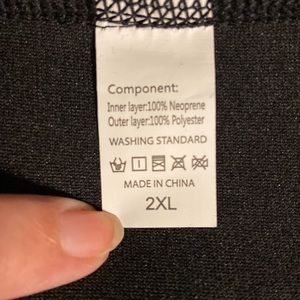 Component:
Inner layer:100% Neoprene
Outer layer:100% Polyester
WASHING STANDARD
MADE IN CHINA
2XL